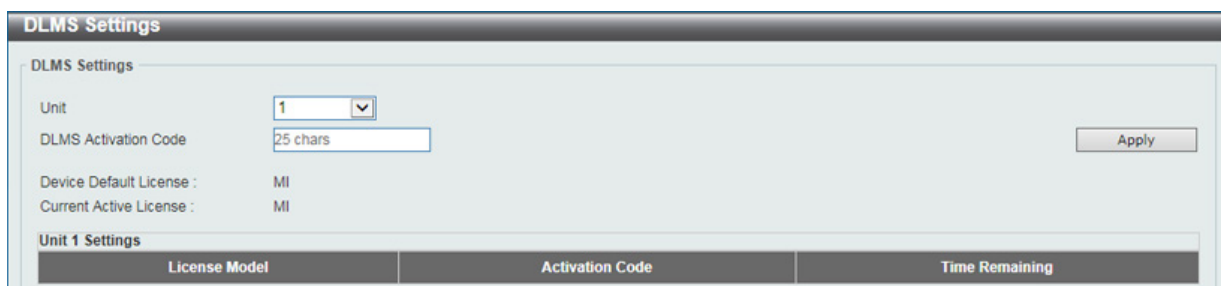 DLMS Settings
DLMS Settings
Unit 1
DLMS Activation Code 25 chars Apply
Device Default License : MI
Current Active License : MI
Unit 1 Settings
License Model Activation Code Time Remaining